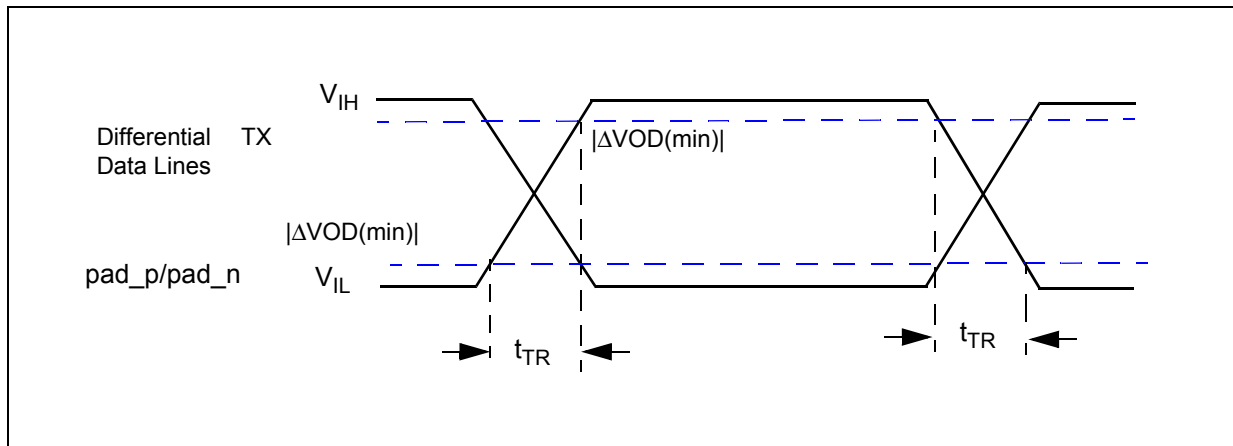 V_IH
Differential TX
Data Lines
|ΔVOD(min)|
|ΔVOD(min)|
pad_p/pad_n
V_IL
t_TR
t_TR